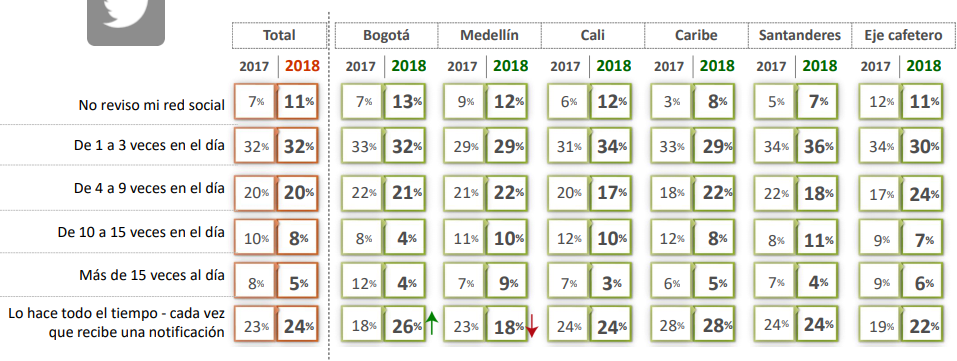 Total Bogotá Medellín Cali Caribe Santanderes Eje cafetero
2017 2018 2017 2018 2017 2018 2017 2018 2017 2018 2017 2018 2017 2018
No reviso mi red social 7% 11% 7% 13% 9% 12% 6% 12% 3% 8% 5% 7% 12% 11%
De 1 a 3 veces en el día 32% 32% 33% 32% 29% 29% 31% 34% 33% 29% 34% 36% 34% 30%
De 4 a 9 veces en el día 20% 20% 22% 21% 21% 22% 20% 17% 18% 22% 22% 18% 17% 24%
De 10 a 15 veces en el día 10% 8% 8% 4% 11% 10% 12% 10% 12% 8% 8% 11% 9% 7%
Más de 15 veces al día 8% 5% 12% 4% 7% 9% 7% 3% 6% 5% 7% 4% 9% 6%
Lo hace todo el tiempo - cada vez
que recibe una notificación 23% 24% 18% 26% 23% 18% 24% 24% 28% 28% 24% 24% 19% 22%